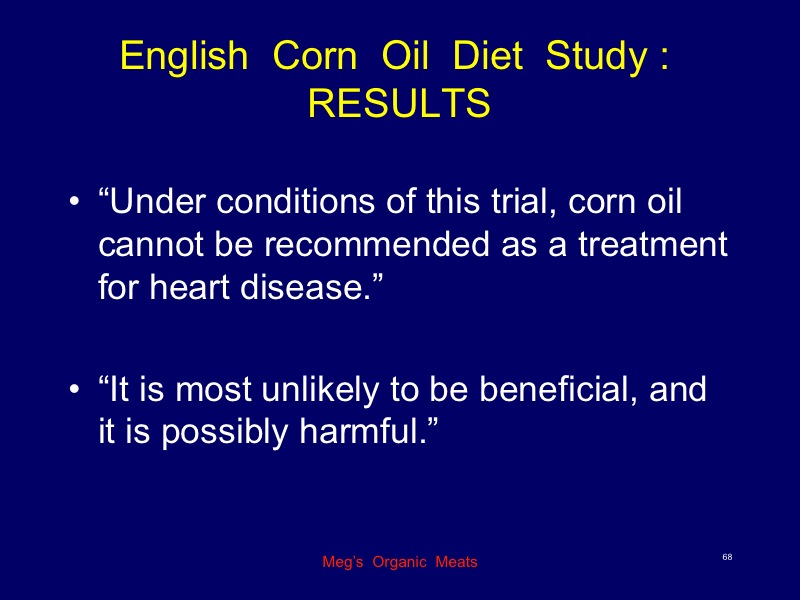 English Corn Oil Diet Study :
RESULTS
• “Under conditions of this trial, corn oil
cannot be recommended as a treatment
for heart disease.”
• “It is most unlikely to be beneficial, and
it is possibly harmful.”
Meg’s Organic Meats
68